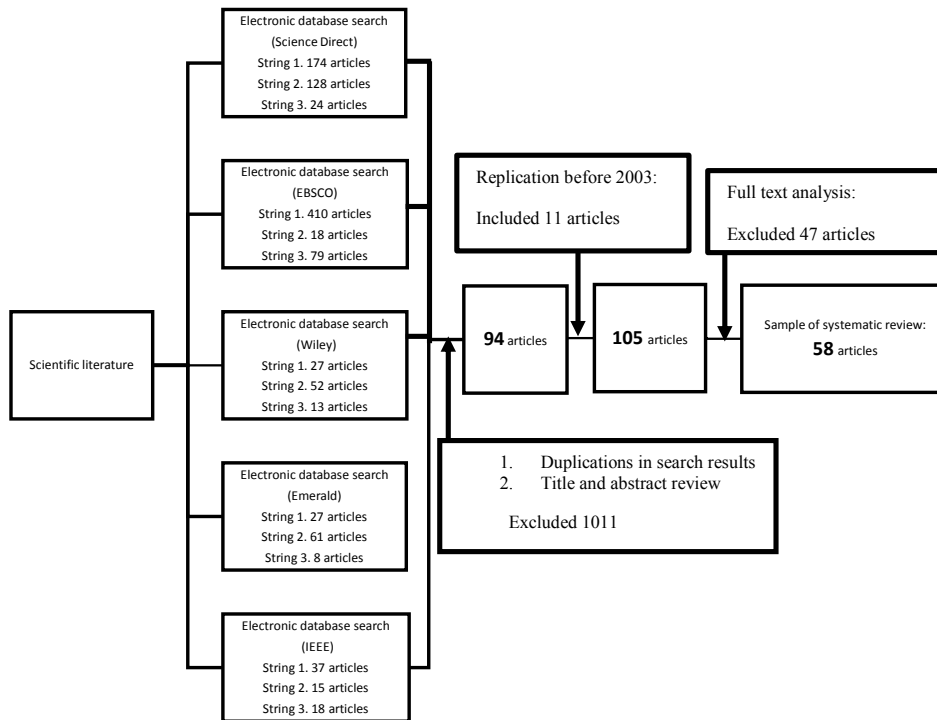 Scientific literature
Electronic database search
(Science Direct)
String 1. 174 articles
String 2. 128 articles
String 3. 24 articles
Electronic database search
(EBSCO)
String 1. 410 articles
String 2. 18 articles
String 3. 79 articles
Electronic database search
(Wiley)
String 1. 27 articles
String 2. 52 articles
String 3. 13 articles
Electronic database search
(Emerald)
String 1. 27 articles
String 2. 61 articles
String 3. 8 articles
Electronic database search
(IEEE)
String 1. 37 articles
String 2. 15 articles
String 3. 18 articles
1. Duplications in search results
2. Title and abstract review
Excluded 1011
94 articles
Replication before 2003:
Included 11 articles
105 articles
Full text analysis:
Excluded 47 articles
Sample of systematic review:
58 articles